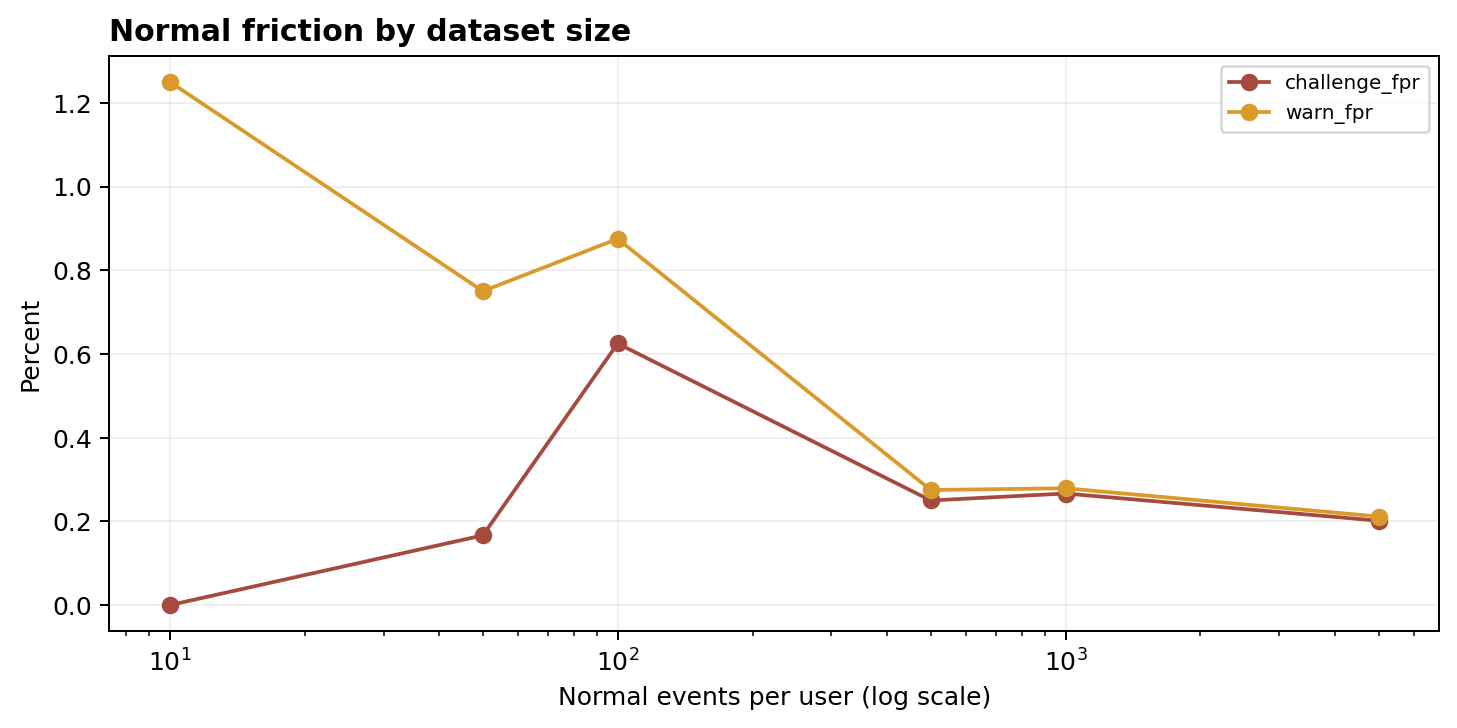 Normal friction by dataset size
challenge_fpr
warn_fpr
Percent
1.2
1.0
0.8
0.6
0.4
0.2
0.0
10¹ 10² 10³
Normal events per user (log scale)